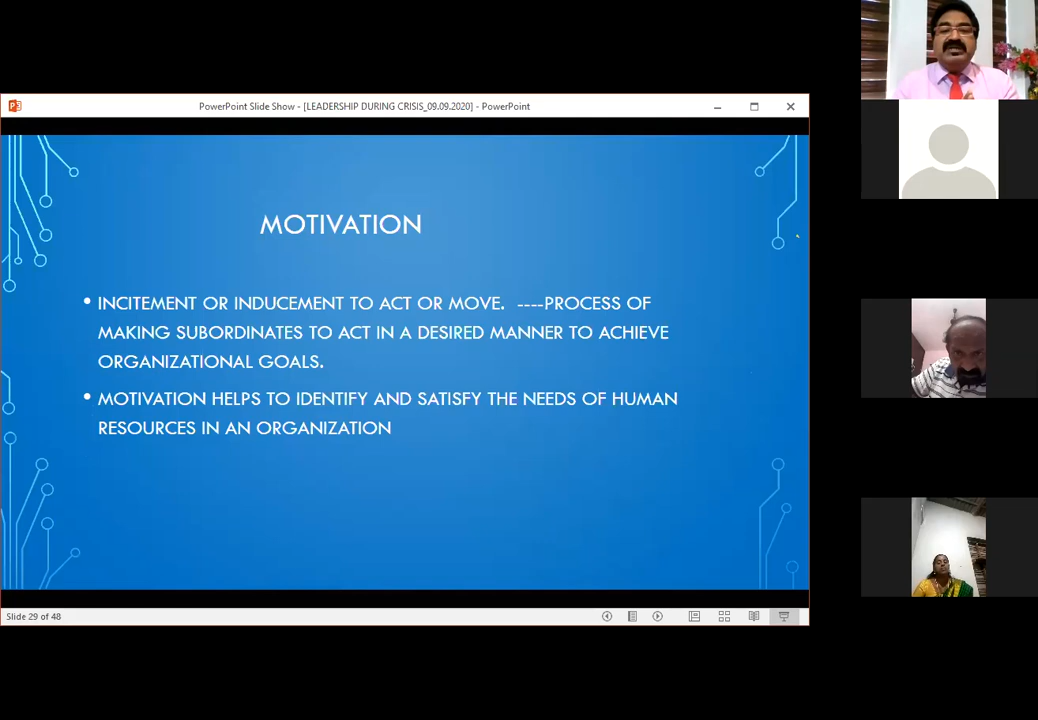 PowerPoint Slide Show - [LEADERSHIP DURING CRISIS_09.09.2020] - PowerPoint
MOTIVATION
• INCITEMENT OR INDUCEMENT TO ACT OR MOVE. ----PROCESS OF
MAKING SUBORDINATES TO ACT IN A DESIRED MANNER TO ACHIEVE
ORGANIZATIONAL GOALS.
• MOTIVATION HELPS TO IDENTIFY AND SATISFY THE NEEDS OF HUMAN
RESOURCES IN AN ORGANIZATION
Slide 29 of 48